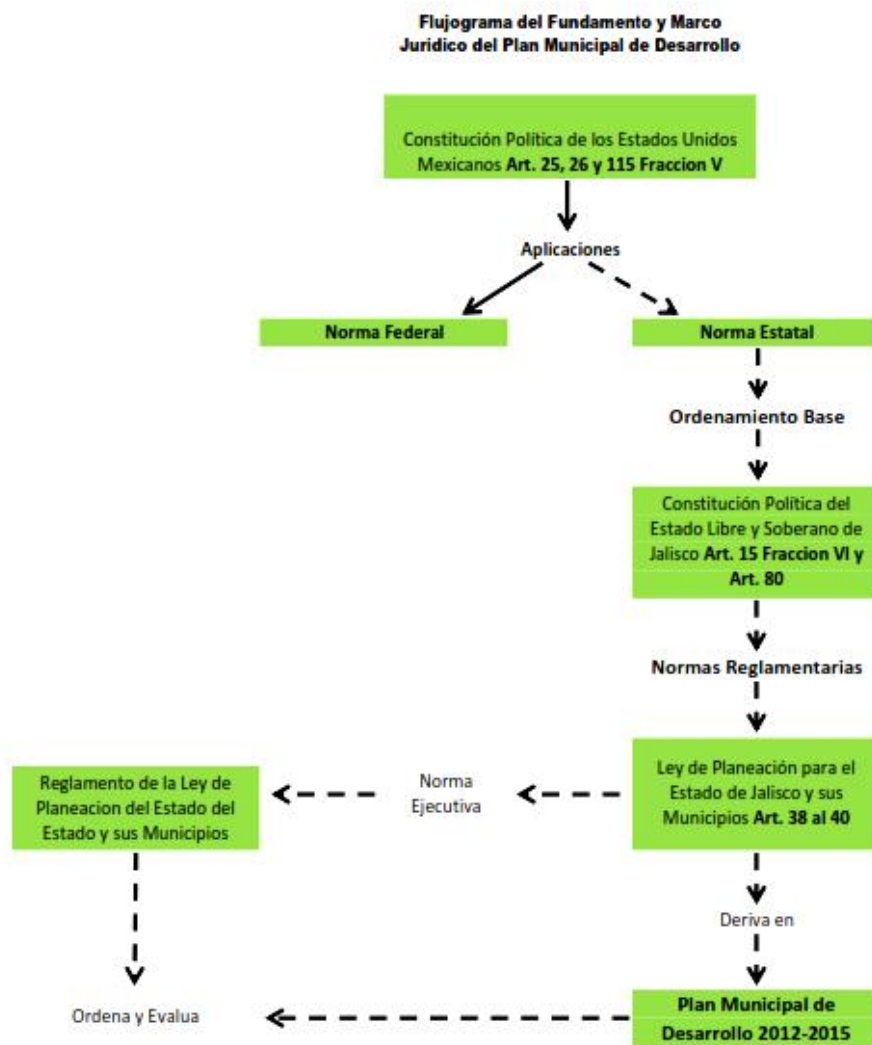 Flujograma del Fundamento y Marco
Juridico del Plan Municipal de Desarrollo
Constitución Política de los Estados Unidos
Mexicanos Art. 25, 26 y 115 Fraccion V
Aplicaciones
Norma Federal
Norma Estatal
Ordenamiento Base
Constitución Política del
Estado Libre y Soberano de
Jalisco Art. 15 Fraccion VI y
Art. 80
Normas Reglamentarias
Ley de Planeación para el
Estado de Jalisco y sus
Municipios Art. 38 al 40
Norma
Ejecutiva
Reglamento de la Ley de
Planeacion del Estado del
Estado y sus Municipios
Deriva en
Plan Municipal de
Desarrollo 2012-2015
Ordena y Evalua